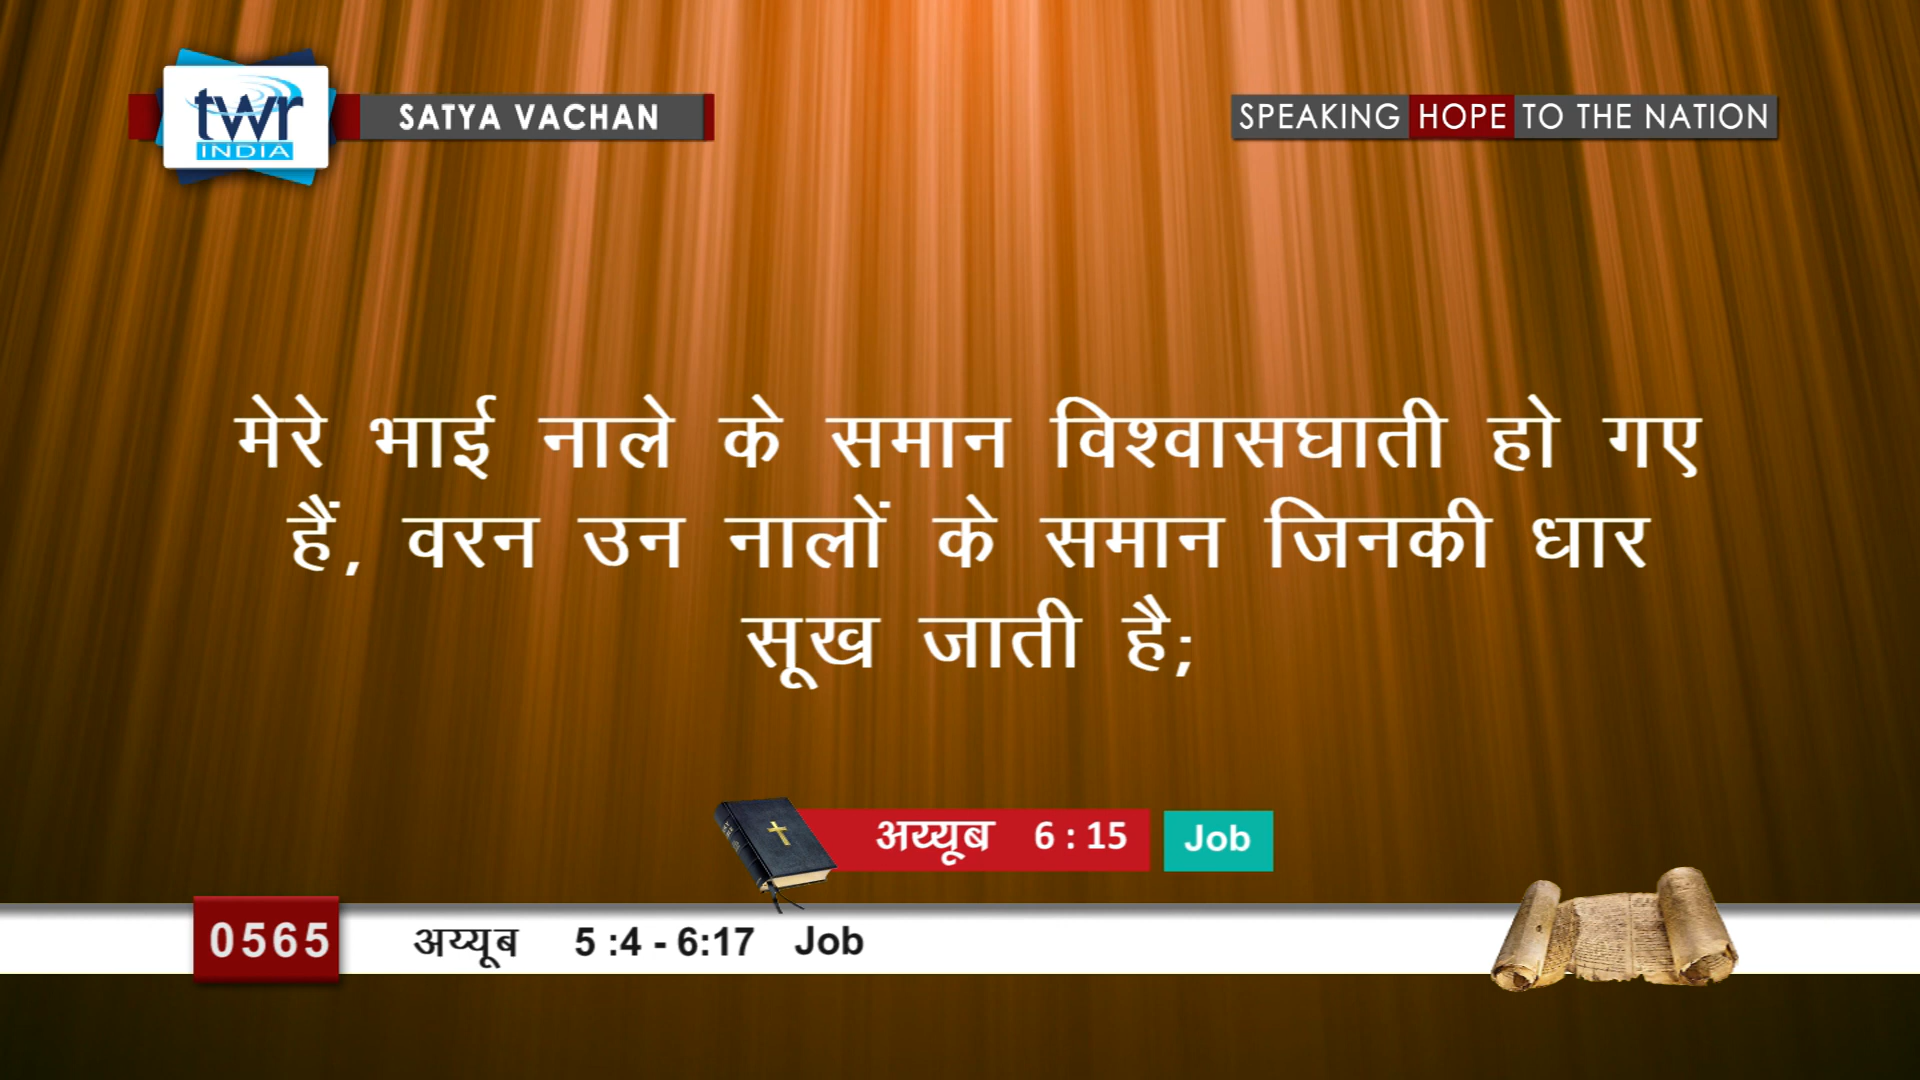 twr
INDIA
SATYA VACHAN
SPEAKING HOPE TO THE NATION
मेरे भाई नाले के समान विश्वासघाती हो गए
हैं, वरन उन नालों के समान जिनकी धार
सूख जाती है;
अय्यूब 6 : 15 Job
0565 अय्यूब 5 :4 - 6:17 Job